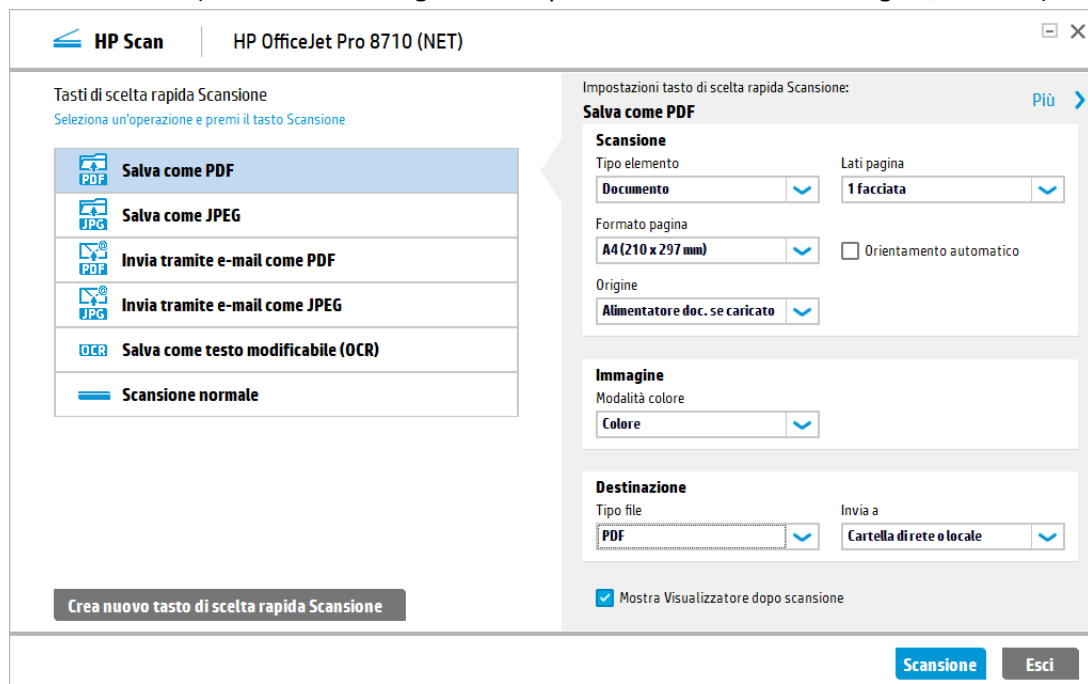 HP Scan HP OfficeJet Pro 8710 (NET)
Tasti di scelta rapida Scansione
Seleziona un'operazione e premi il tasto Scansione
PDF Salva come PDF
JPG Salva come JPEG
@ PDF Invia tramite e-mail come PDF
@ JPG Invia tramite e-mail come JPEG
OCR Salva come testo modificabile (OCR)
Scansione normale
Crea nuovo tasto di scelta rapida Scansione
Impostazioni tasto di scelta rapida Scansione:
Salva come PDF
Più
Scansione
Tipo elemento Lati pagina
Documento 1 facciata
Formato pagina
A4 (210 x 297 mm) Orientamento automatico
Origine
Alimentatore doc. se caricato
Immagine
Modalità colore
Colore
Destinazione
Tipo file Invia a
PDF Cartella di rete o locale
Mostra Visualizzatore dopo scansione
Scansione Esci